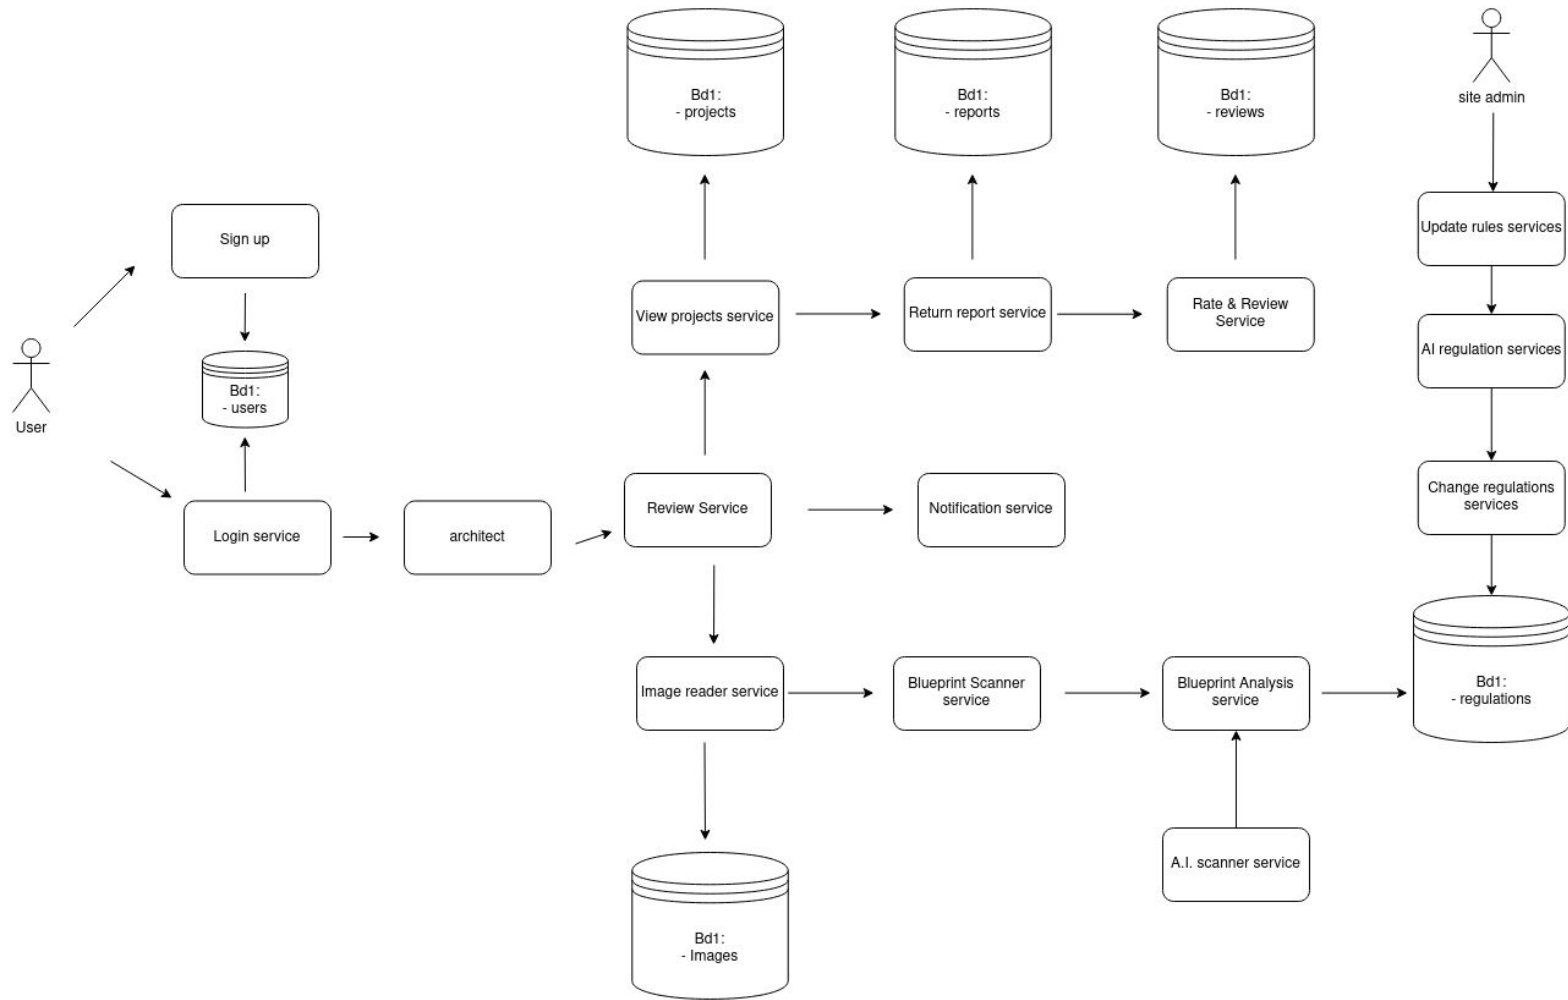 Bd1:
- projects
Bd1:
- reports
Bd1:
- reviews
site admin
Sign up
Update rules services
View projects service
Return report service
Rate & Review
Service
AI regulation services
Bd1:
- users
User
Login service
architect
Review Service
Notification service
Change regulations
services
Image reader service
Blueprint Scanner
service
Blueprint Analysis
service
Bd1:
- regulations
A.I. scanner service
Bd1:
- Images